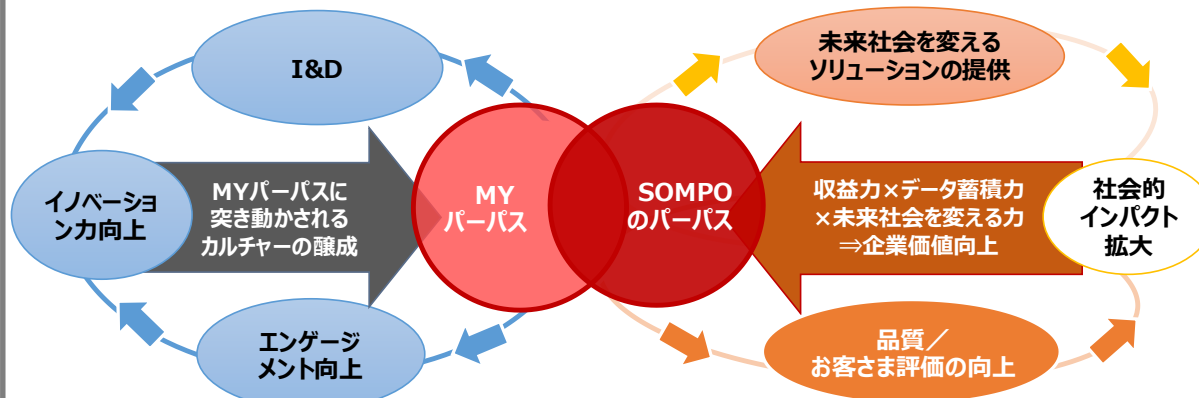 I&D
イノベーショ
ン力向上
MYパーパスに
突き動かされる
カルチャーの醸成
エンゲージ
メント向上
MY
パーパス
SOMPO
のパーパス
未来社会を変える
ソリューションの提供
収益力×データ蓄積力
×未来社会を変える力
⇒企業価値向上
社会的
インパクト
拡大
品質／
お客さま評価の向上